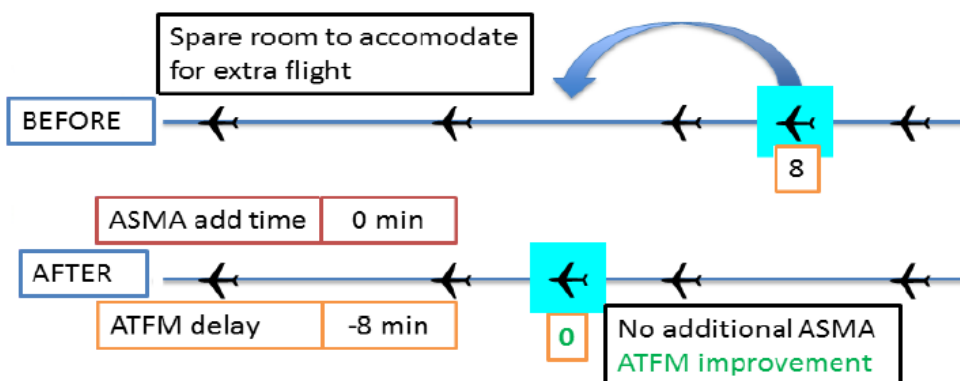 Spare room to accomodate
for extra flight
BEFORE
8
ASMA add time 0 min
AFTER
ATFM delay -8 min
0
No additional ASMA
ATFM improvement